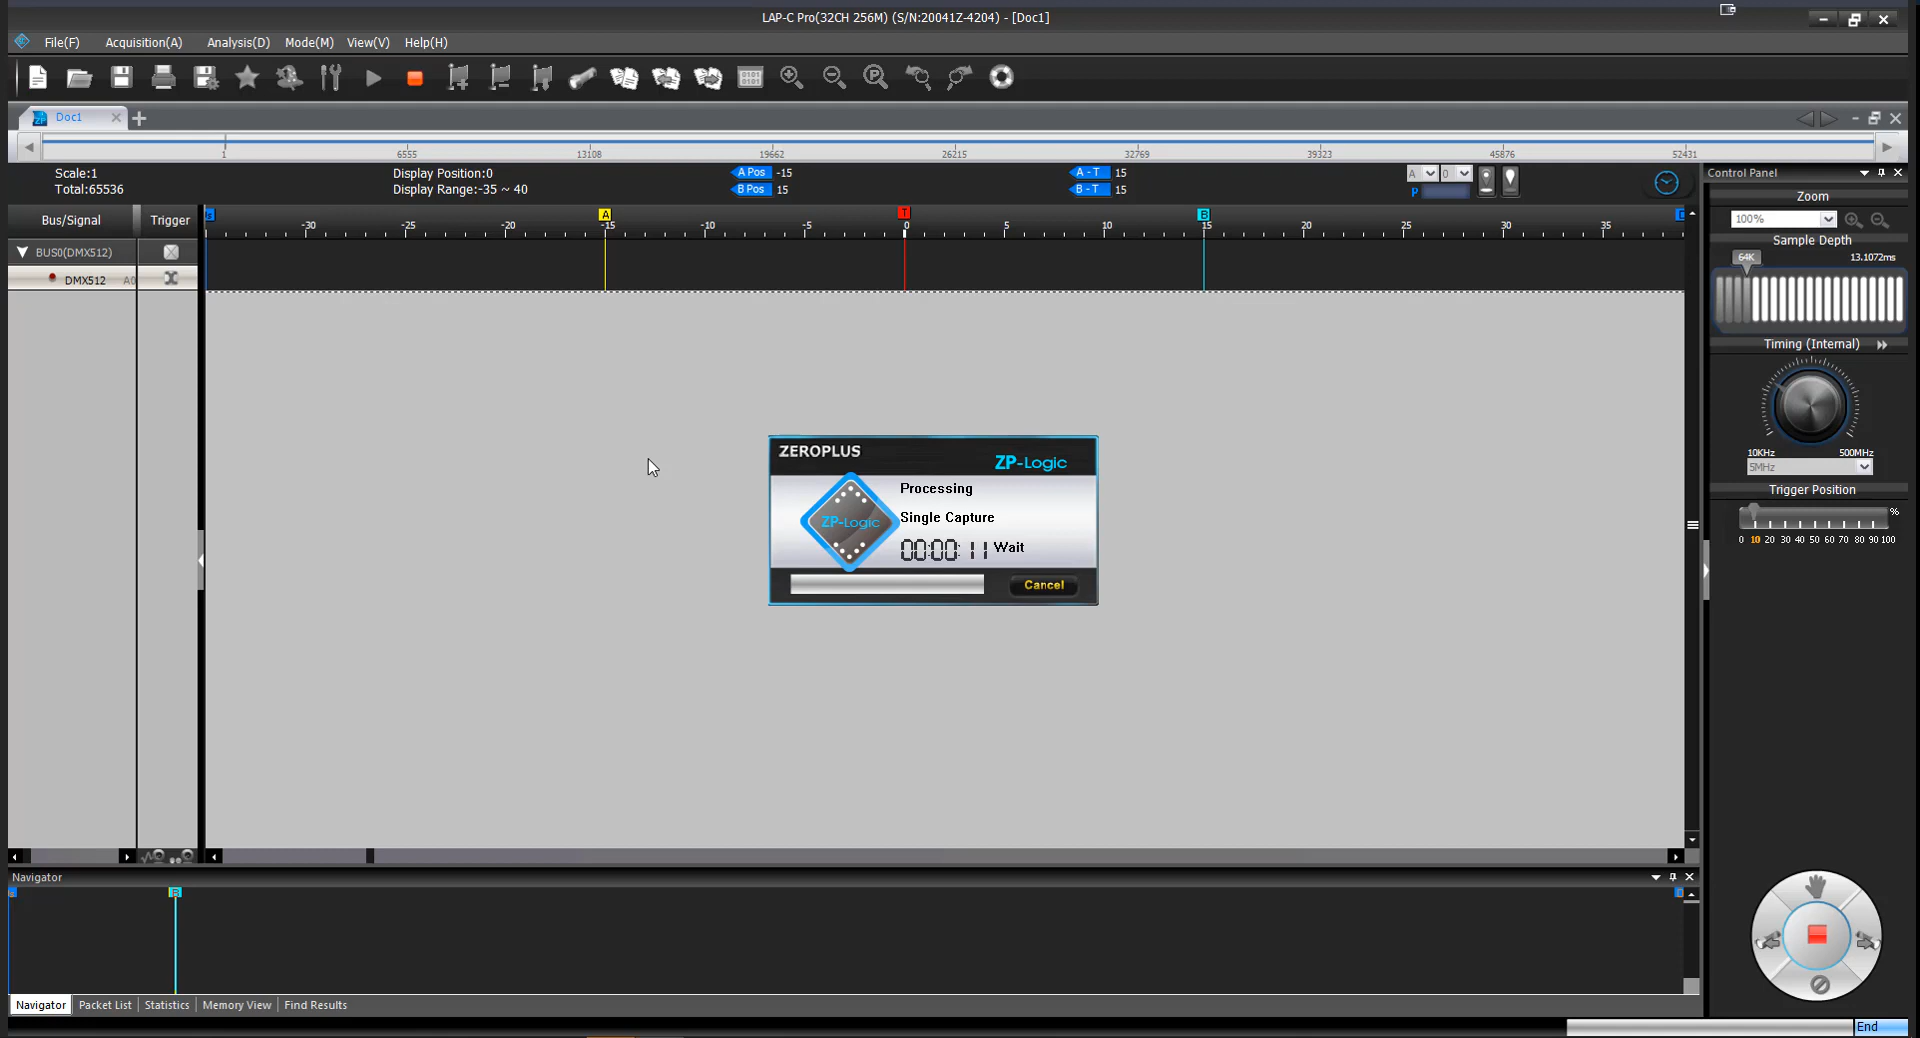 LAP-C Pro(32CH 256M) (S/N:20041Z-4204) - [Doc1]
File(F) Acquisition(A) Analysis(D) Mode(M) View(V) Help(H)
Doc1
1 6555 13108 19662 26215 32769 39323 45876 52431
Scale:1 Display Position:0 A Pos -15 A - T 15 A 0
Total:65536 Display Range:-35 ~ 40 B Pos 15 B - T 15 P
Control Panel
Zoom
100%
Sample Depth
64K 13.1072ms
Timing (Internal)
10KHz 500MHz
5MHz
Trigger Position
%
0 10 20 30 40 50 60 70 80 90 100
Bus/Signal Trigger
A T B
-30 -25 -20 -15 -10 -5 0 5 10 15 20 25 30 35
BUS0(DMX512)
DMX512 A0
ZEROPLUS
ZP-Logic
ZP-Logic
Processing
Single Capture
00:00:11 Wait
Cancel
Navigator
B
Navigator Packet List Statistics Memory View Find Results
End